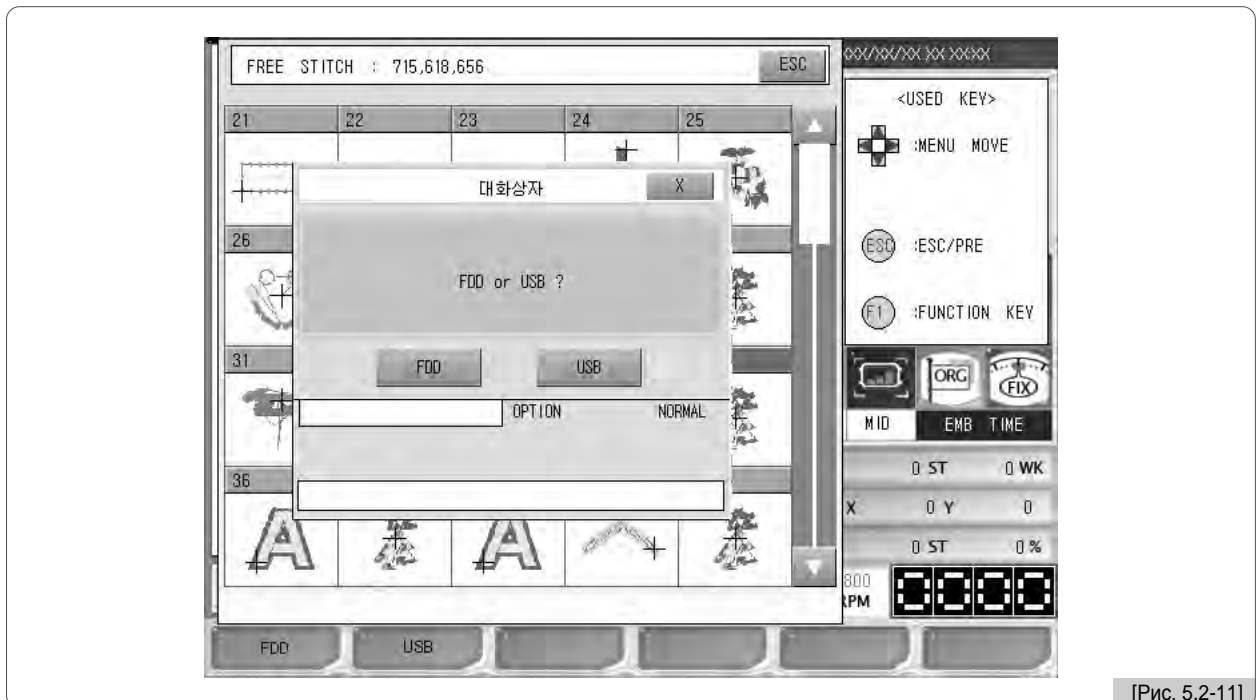 FREE STITCH : 715,618,656
ESC
XX/XX/XX XX XX:XX
21 22 23 24 25
26
31
36
대화상자
X
FDD or USB ?
FDD
USB
OPTION
NORMAL
A
A
<USED KEY>
:MENU MOVE
ESC :ESC/PRE
F1 :FUNCTION KEY
ORG
FIX
MID
EMB TIME
0 ST 0 WK
X 0 Y 0
0 ST 0 %
800
RPM
0000
FDD
USB
[Рис. 5.2-11]